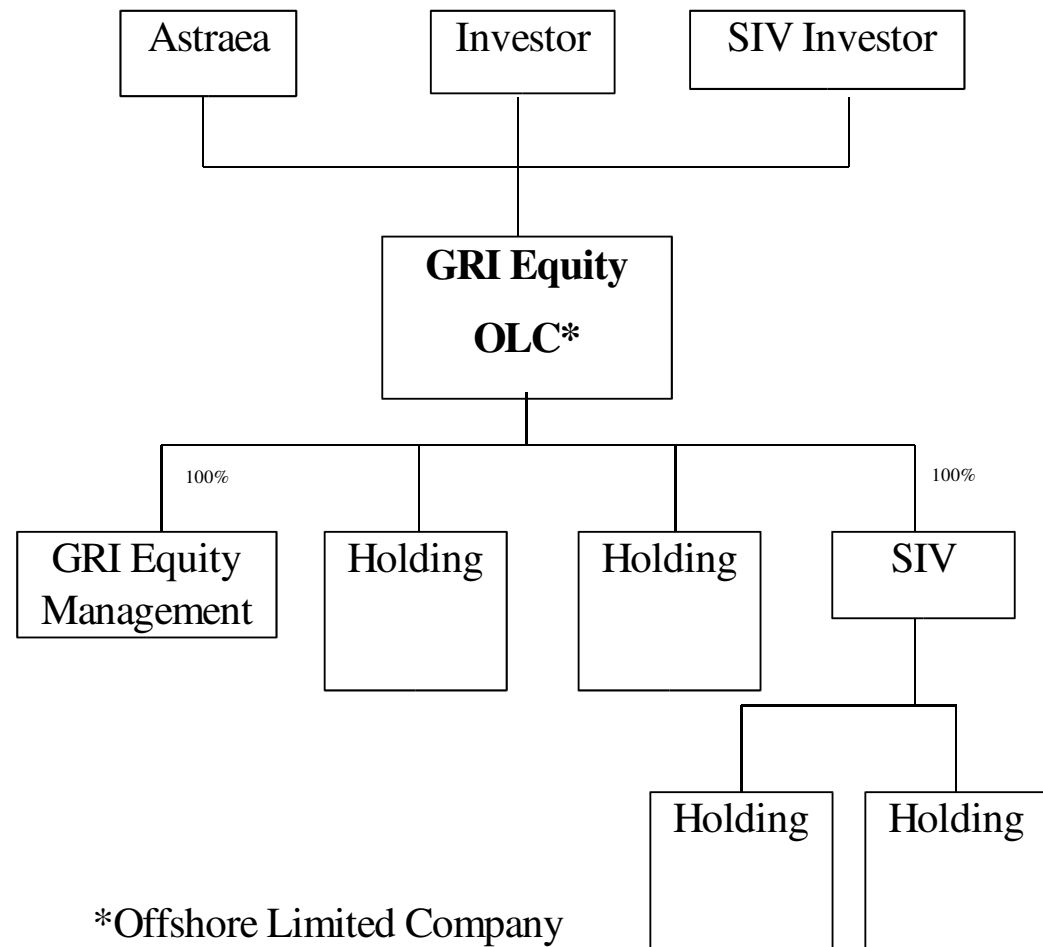 Astraea
Investor
SIV Investor
GRI Equity
OLC*
100%
100%
GRI Equity
Management
Holding
Holding
SIV
Holding
Holding
*Offshore Limited Company